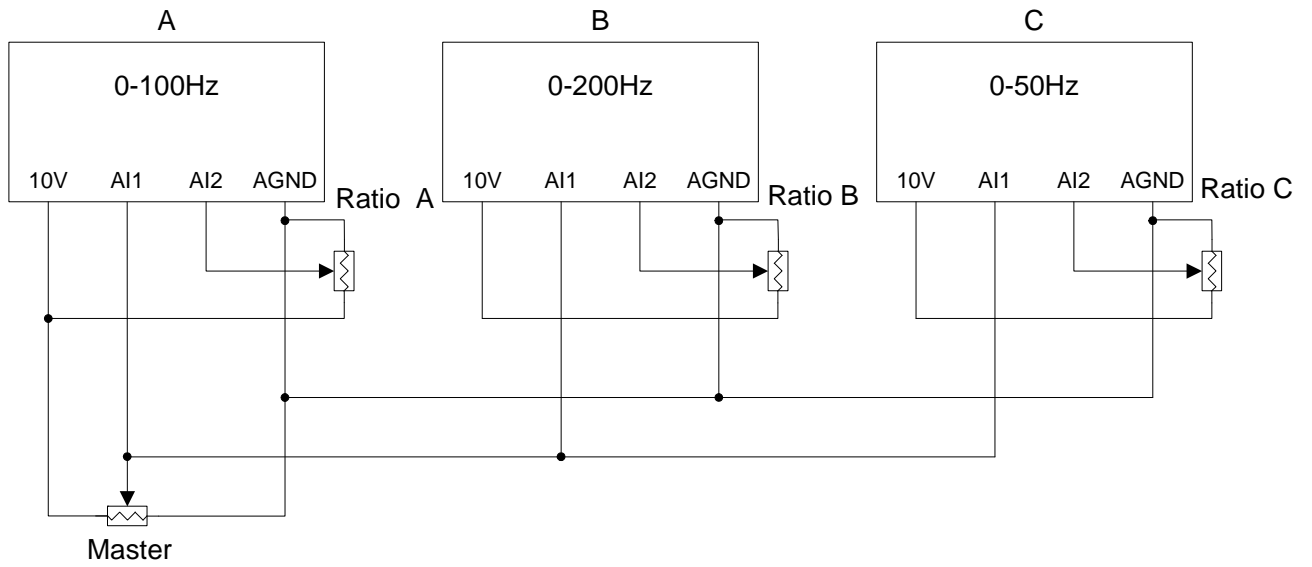 A
B
C
0-100Hz
0-200Hz
0-50Hz
10V AI1 AI2 AGND
Ratio A
10V AI1 AI2 AGND
Ratio B
10V AI1 AI2 AGND
Ratio C
Master